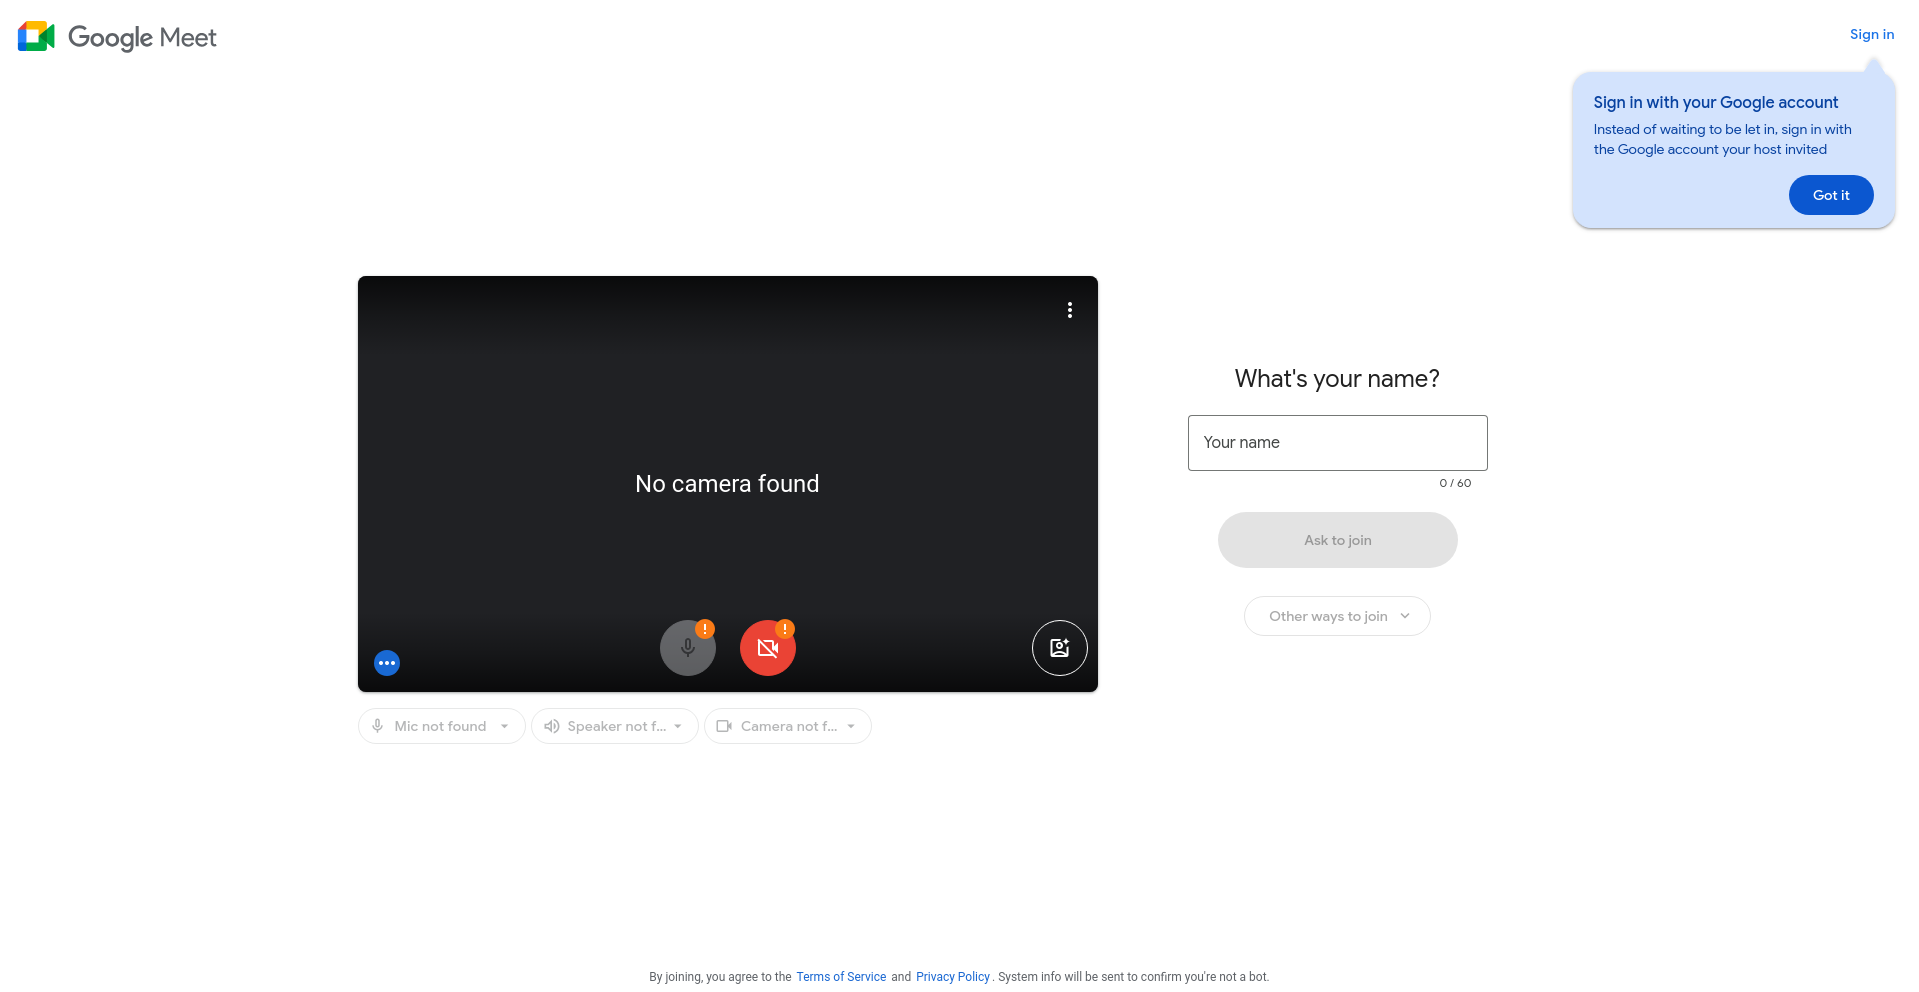 Google Meet
Sign in
Sign in with your Google account
Instead of waiting to be let in, sign in with
the Google account your host invited
Got it
No camera found
What's your name?
Your name
0 / 60
Ask to join
Other ways to join
Mic not found
Speaker not f...
Camera not f...
By joining, you agree to the Terms of Service and Privacy Policy. System info will be sent to confirm you're not a bot.